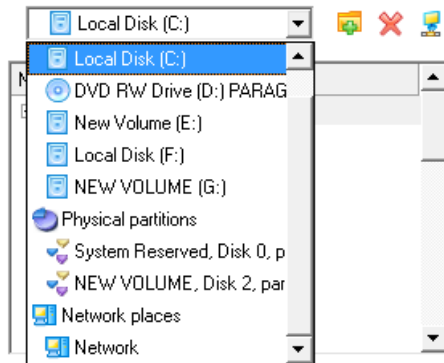 Local Disk (C:)
Local Disk (C:)
DVD RW Drive (D:) PARAG
New Volume (E:)
Local Disk (F:)
NEW VOLUME (G:)
Physical partitions
System Reserved, Disk 0, p
NEW VOLUME, Disk 2, par
Network places
Network